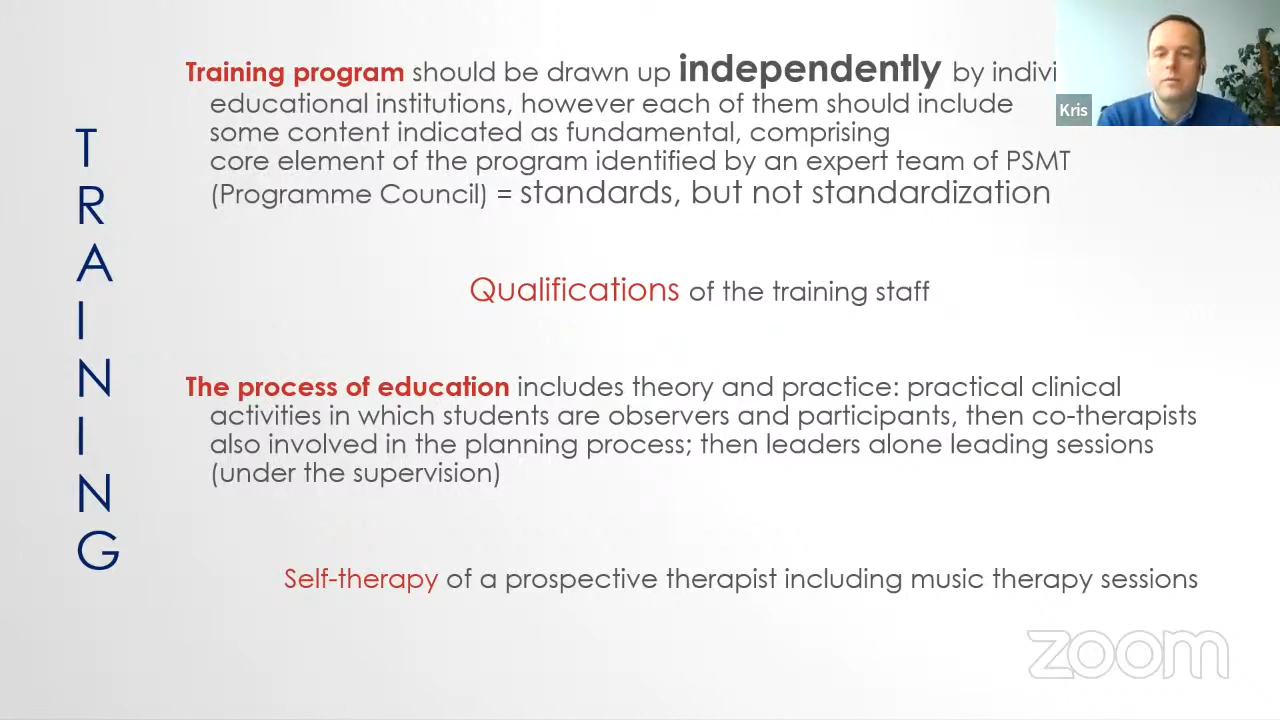 Training program should be drawn up independently by indivi
educational institutions, however each of them should include
some content indicated as fundamental, comprising
core element of the program identified by an expert team of PSMT
(Programme Council) = standards, but not standardization
Kris
TRAINING
Qualifications of the training staff
The process of education includes theory and practice: practical clinical
activities in which students are observers and participants, then co-therapists
also involved in the planning process; then leaders alone leading sessions
(under the supervision)
Self-therapy of a prospective therapist including music therapy sessions
zoom